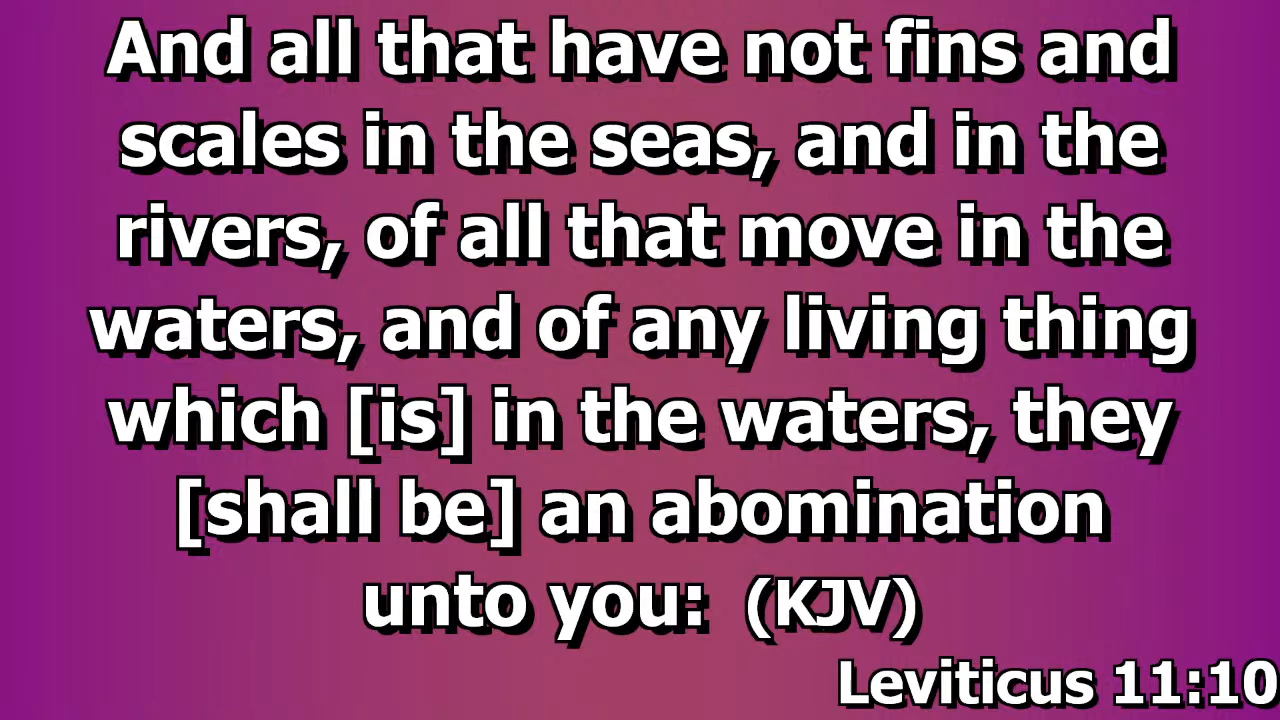 And all that have not fins and
scales in the seas, and in the
rivers, of all that move in the
waters, and of any living thing
which [is] in the waters, they
[shall be] an abomination
unto you: (KJV)
Leviticus 11:10